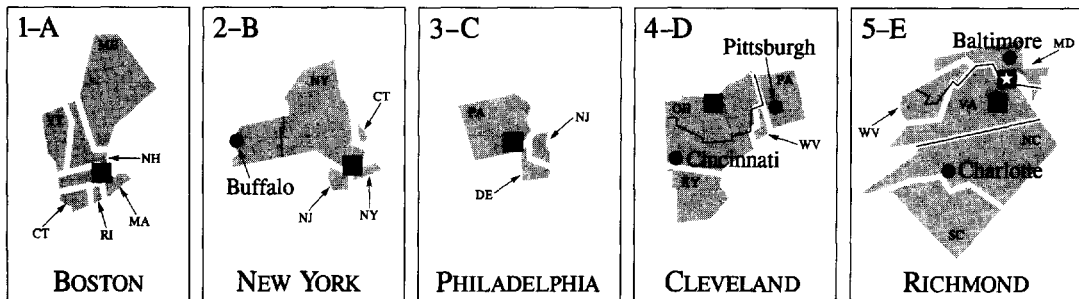 1–A
ME
VT
NH
CT
RI
MA
BOSTON
2–B
NY
CT
Buffalo
NJ
NY
NEW YORK
3–C
PA
NJ
DE
PHILADELPHIA
4–D
Pittsburgh
PA
OH
WV
Cincinnati
KY
CLEVELAND
5–E
Baltimore
MD
VA
WV
NC
Charlotte
SC
RICHMOND